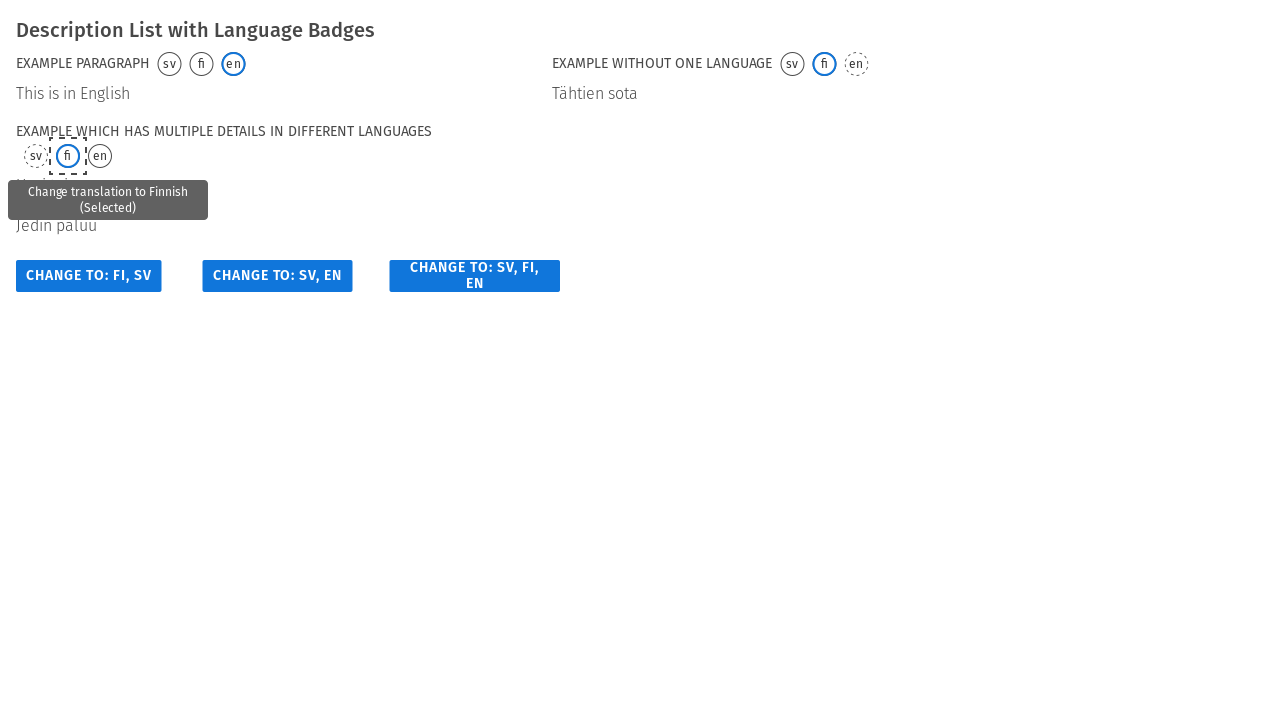 Description List with Language Badges
EXAMPLE PARAGRAPH sv fi en
This is in English
EXAMPLE WITHOUT ONE LANGUAGE sv fi en
Tähtien sota
EXAMPLE WHICH HAS MULTIPLE DETAILS IN DIFFERENT LANGUAGES
sv fi en
Change translation to Finnish
(Selected)
Jedin paluu
CHANGE TO: FI, SV
CHANGE TO: SV, EN
CHANGE TO: SV, FI,
EN